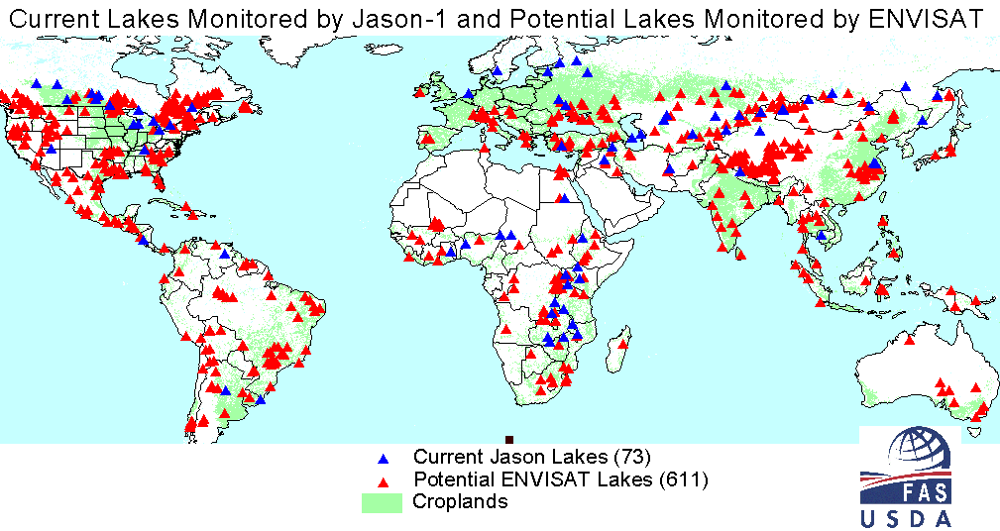 Current Lakes Monitored by Jason-1 and Potential Lakes Monitored by ENVISAT
Current Jason Lakes (73)
Potential ENVISAT Lakes (611)
Croplands
FAS
USDA